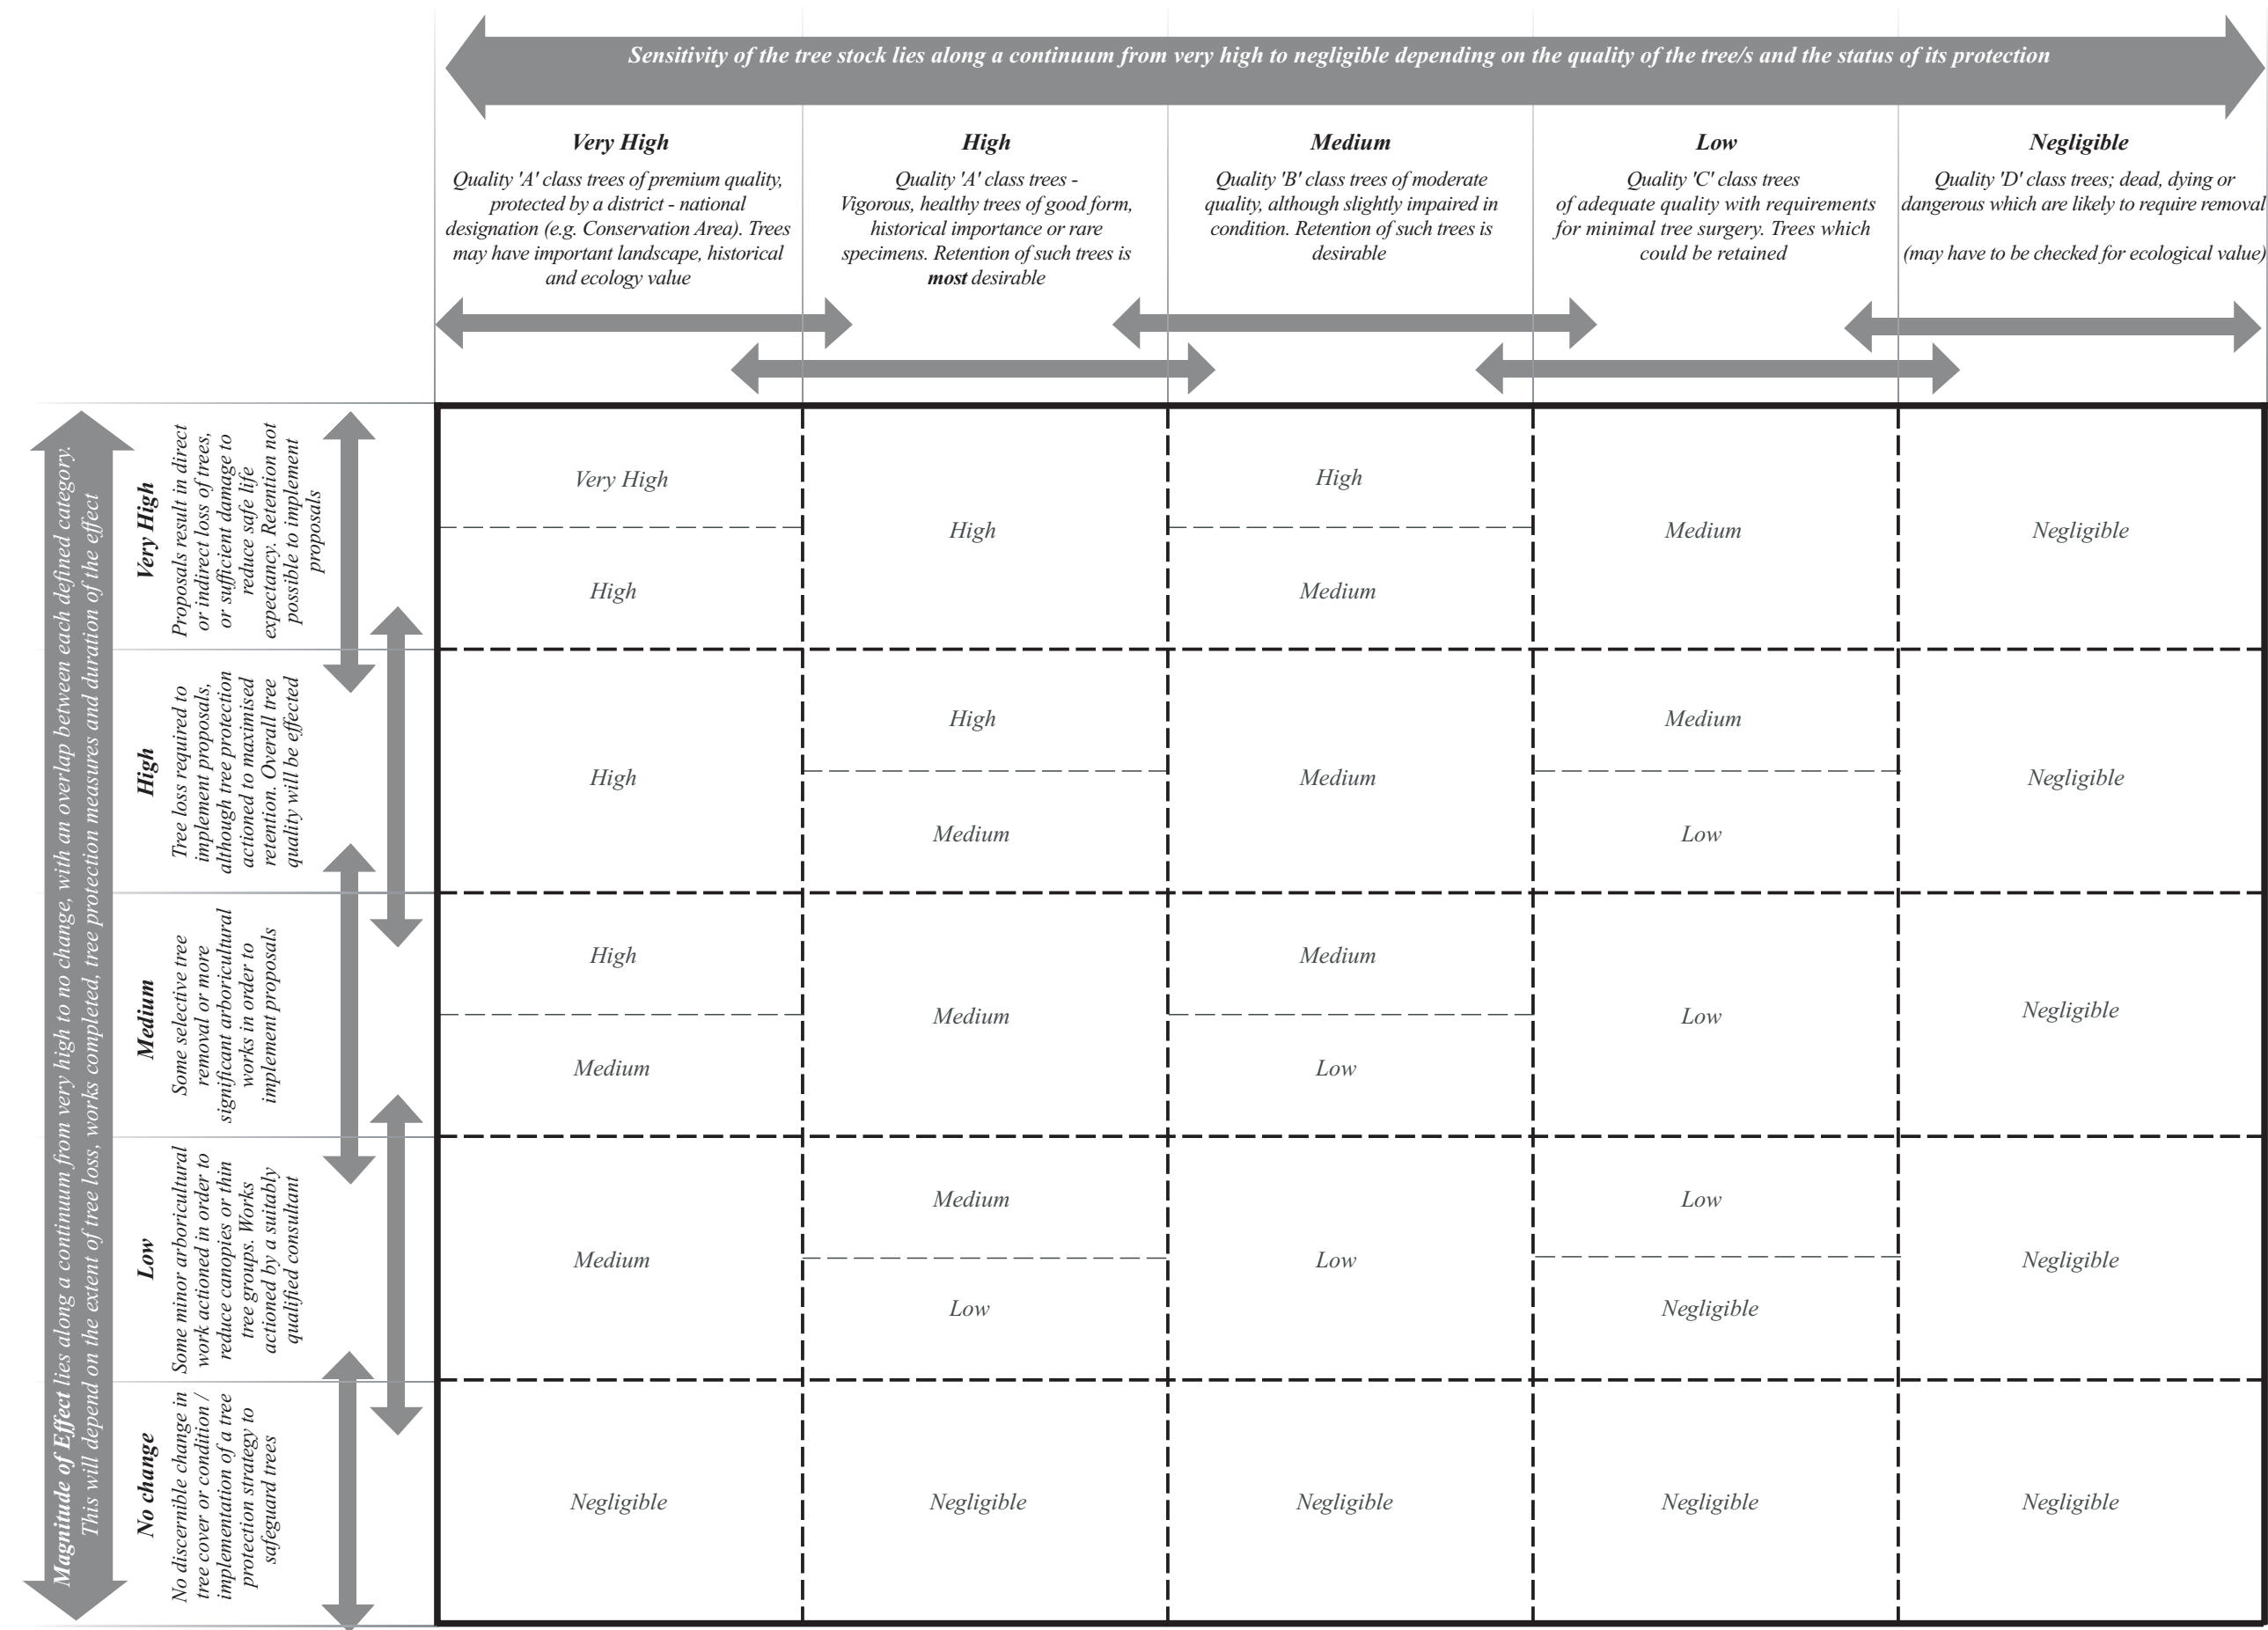 Sensitivity of the tree stock lies along a continuum from very high to negligible depending on the quality of the tree/s and the status of its protection
Very High
Quality 'A' class trees of premium quality,
protected by a district - national
designation (e.g. Conservation Area). Trees
may have important landscape, historical
and ecology value
High
Quality 'A' class trees -
Vigorous, healthy trees of good form,
historical importance or rare
specimens. Retention of such trees is
most desirable
Medium
Quality 'B' class trees of moderate
quality, although slightly impaired in
condition. Retention of such trees is
desirable
Low
Quality 'C' class trees
of adequate quality with requirements
for minimal tree surgery. Trees which
could be retained
Negligible
Quality 'D' class trees; dead, dying or
dangerous which are likely to require removal
(may have to be checked for ecological value)
Magnitude of Effect lies along a continuum from very high to no change, with an overlap between each defined category.
This will depend on the extent of tree loss, works completed, tree protection measures and duration of the effect
Very High
Proposals result in direct
or indirect loss of trees,
or sufficient damage to
reduce safe life
expectancy. Retention not
possible to implement
proposals
Very High
High
High
High
Medium
Medium
Negligible
High
Tree loss required to
implement proposals,
although tree protection
actioned to maximised
retention. Overall tree
quality will be effected
High
High
Medium
Medium
Medium
Low
Negligible
Medium
Some selective tree
removal or more
significant arboricultural
works in order to
implement proposals
High
Medium
Medium
Medium
Low
Low
Negligible
Low
Some minor arboricultural
work actioned in order to
reduce canopies or thin
tree groups. Works
actioned by a suitably
qualified consultant
Medium
Medium
Low
Low
Low
Negligible
Negligible
No change
No discernible change in
tree cover or condition /
implementation of a tree
protection strategy to
safeguard trees
Negligible
Negligible
Negligible
Negligible
Negligible